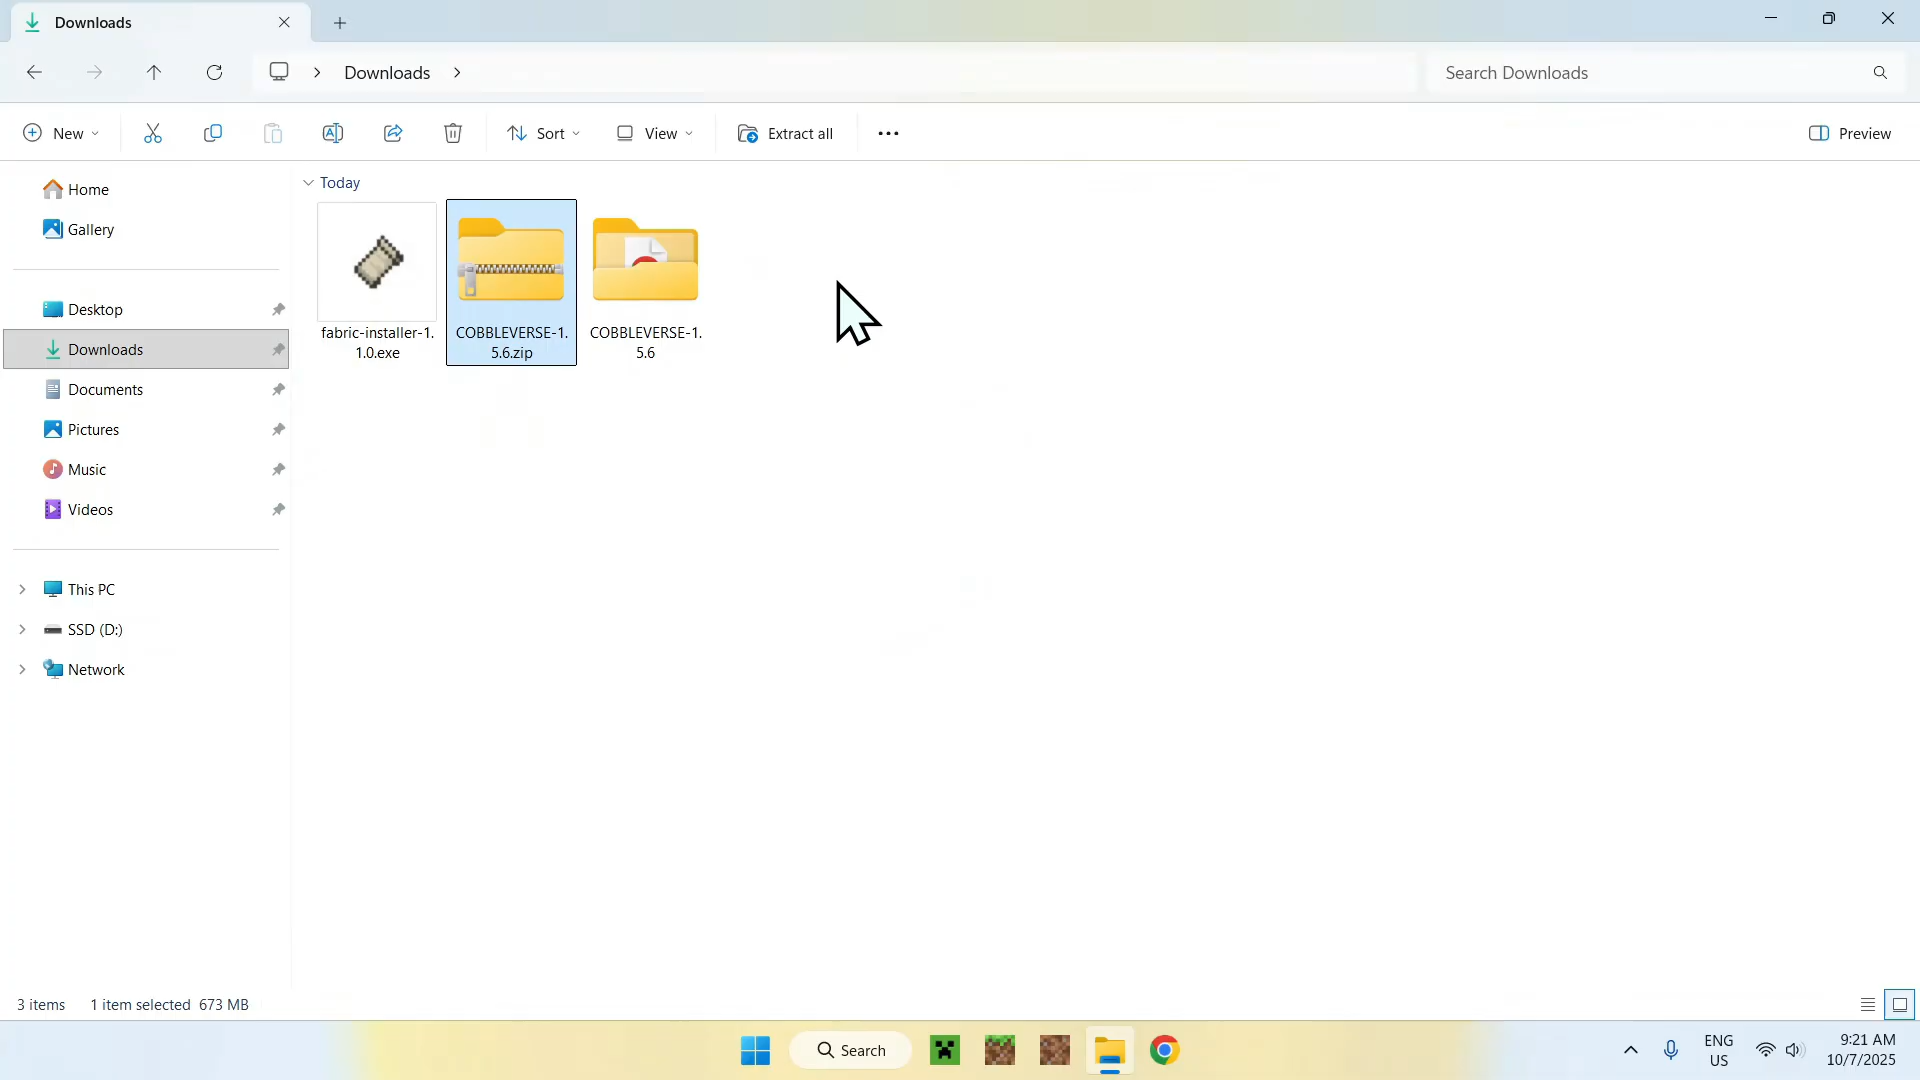 Downloads
Downloads
Search Downloads
New
Sort
View
Extract all
Preview
Home
Gallery
Desktop
Downloads
Documents
Pictures
Music
Videos
This PC
SSD (D:)
Network
Today
fabric-installer-1.
1.0.exe
COBBLEVERSE-1.
5.6.zip
COBBLEVERSE-1.
5.6
3 items
1 item selected 673 MB
Search
ENG
US
9:21 AM
10/7/2025